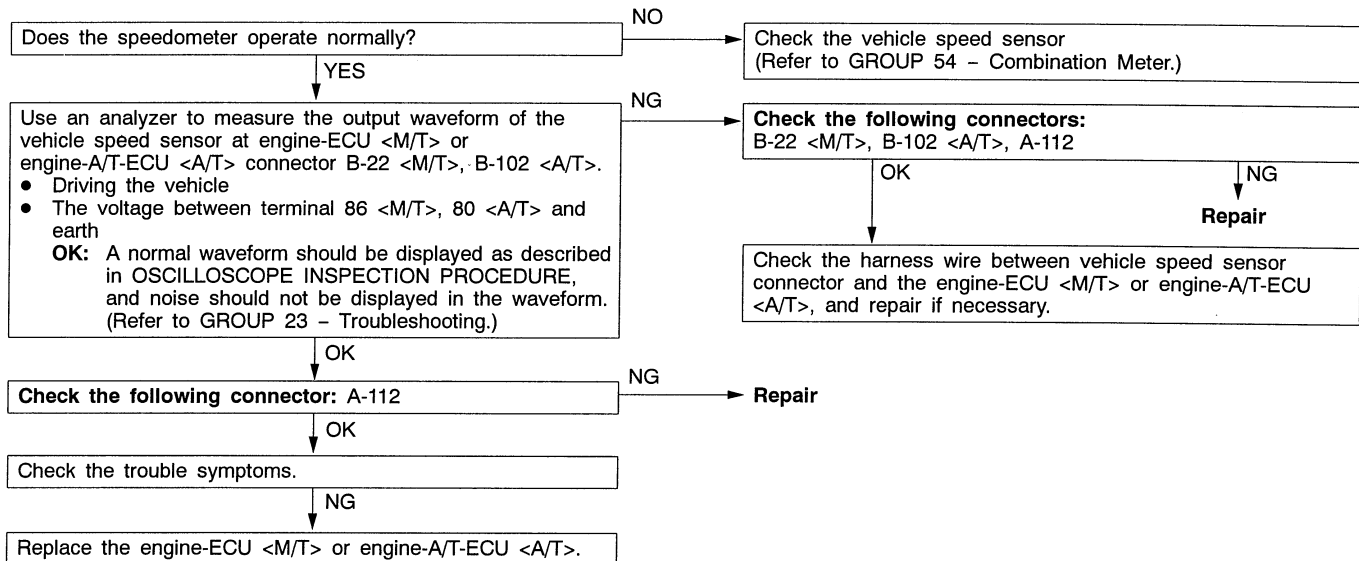 Does the speedometer operate normally?
NO
Check the vehicle speed sensor
(Refer to GROUP 54 – Combination Meter.)
YES
Use an analyzer to measure the output waveform of the
vehicle speed sensor at engine-ECU <M/T> or
engine-A/T-ECU <A/T> connector B-22 <M/T>, B-102 <A/T>.
● Driving the vehicle
● The voltage between terminal 86 <M/T>, 80 <A/T> and
earth
OK: A normal waveform should be displayed as described
in OSCILLOSCOPE INSPECTION PROCEDURE,
and noise should not be displayed in the waveform.
(Refer to GROUP 23 – Troubleshooting.)
NG
Check the following connectors:
B-22 <M/T>, B-102 <A/T>, A-112
OK
NG
Repair
Check the harness wire between vehicle speed sensor
connector and the engine-ECU <M/T> or engine-A/T-ECU
<A/T>, and repair if necessary.
OK
Check the following connector: A-112
NG
Repair
OK
Check the trouble symptoms.
NG
Replace the engine-ECU <M/T> or engine-A/T-ECU <A/T>.